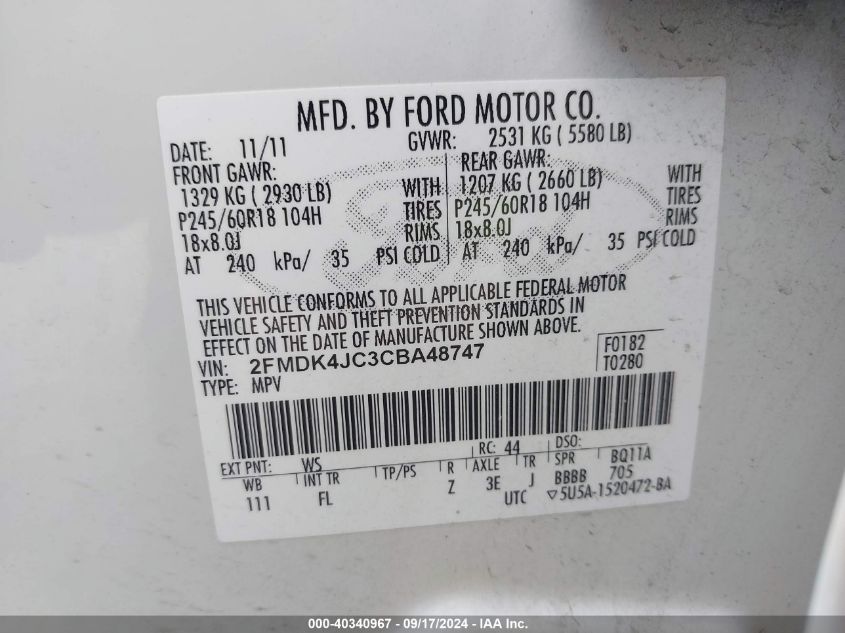 MFD. BY FORD MOTOR CO.
DATE: 11/11 GVWR: 2531 KG ( 5580 LB)
FRONT GAWR: REAR GAWR:
1329 KG ( 2930 LB) WITH 1207 KG ( 2660 LB) WITH
P245/60R18 104H TIRES P245/60R18 104H TIRES
18x8.0J RIMS 18x8.0J RIMS
AT 240 kPa/ 35 PSI COLD AT 240 kPa/ 35 PSI COLD
THIS VEHICLE CONFORMS TO ALL APPLICABLE FEDERAL MOTOR
VEHICLE SAFETY AND THEFT PREVENTION STANDARDS IN
EFFECT ON THE DATE OF MANUFACTURE SHOWN ABOVE.
VIN: 2FMDK4JC3CBA48747 F0182
TYPE: MPV T0280
EXT PNT: WS RC: 44 DSO:
WB INT TR TP/PS R AXLE TR SPR BQ11A
111 FL Z 3E J BBBB 705
UTC ▽5U5A-1520472-BA
000-40340967 - 09/17/2024 - IAA Inc.